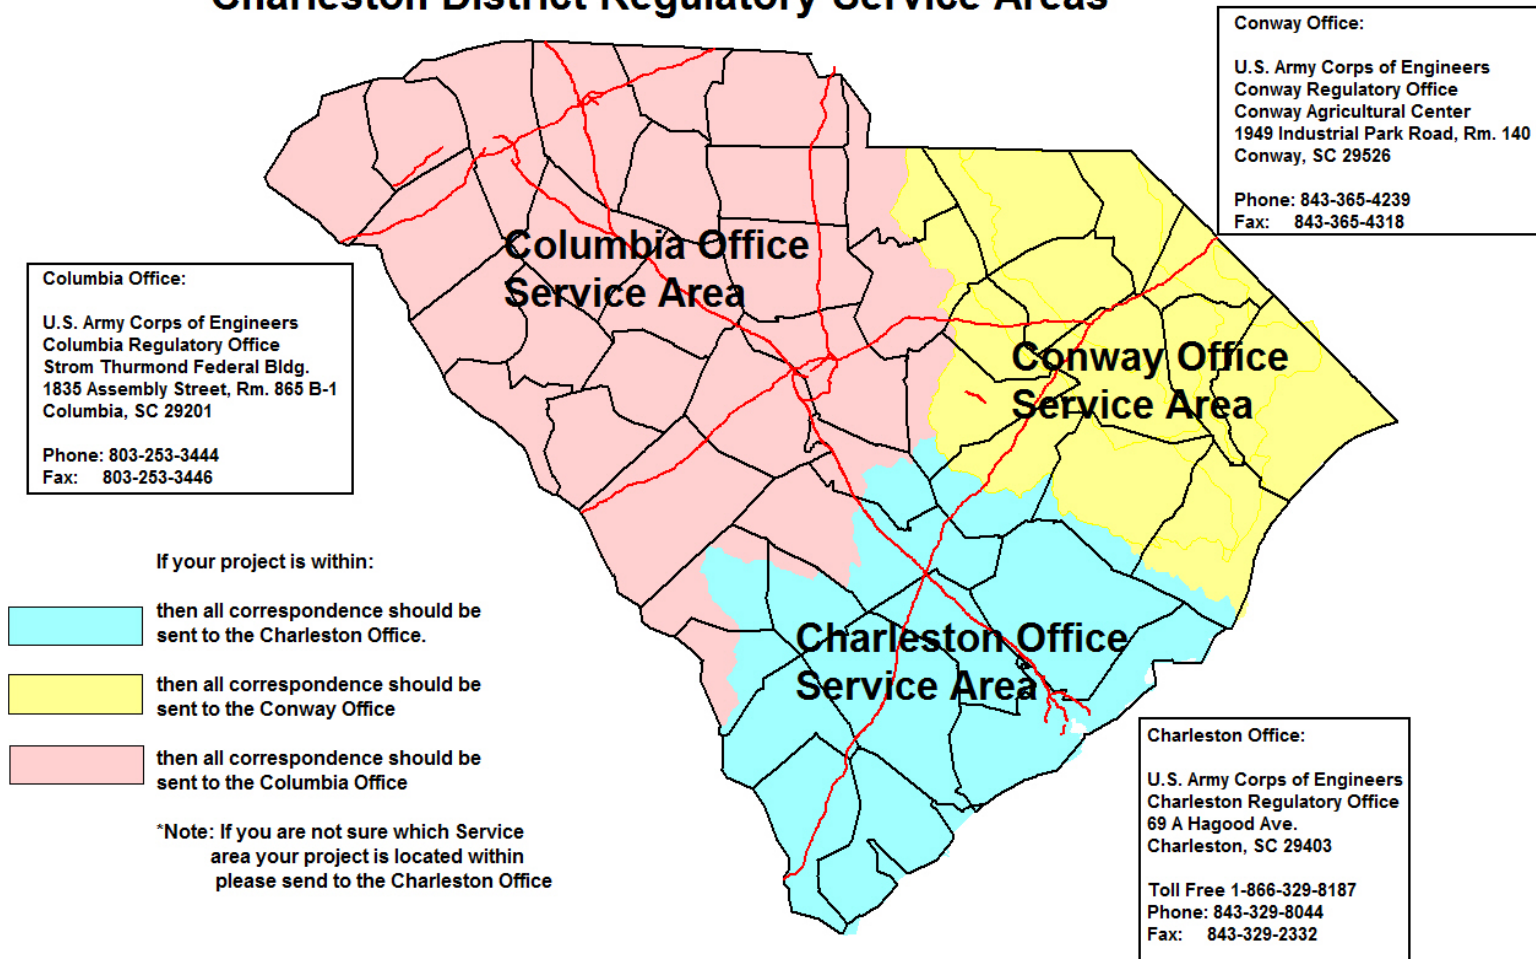 Charleston District Regulatory Service Areas
Conway Office:
U.S. Army Corps of Engineers
Conway Regulatory Office
Conway Agricultural Center
1949 Industrial Park Road, Rm. 140
Conway, SC 29526
Phone: 843-365-4239
Fax: 843-365-4318
Columbia Office
Service Area
Columbia Office:
U.S. Army Corps of Engineers
Columbia Regulatory Office
Strom Thurmond Federal Bldg.
1835 Assembly Street, Rm. 865 B-1
Columbia, SC 29201
Phone: 803-253-3444
Fax: 803-253-3446
Conway Office
Service Area
If your project is within:
then all correspondence should be
sent to the Charleston Office.
then all correspondence should be
sent to the Conway Office
then all correspondence should be
sent to the Columbia Office
*Note: If you are not sure which Service
area your project is located within
please send to the Charleston Office
Charleston Office
Service Area
Charleston Office:
U.S. Army Corps of Engineers
Charleston Regulatory Office
69 A Hagood Ave.
Charleston, SC 29403
Toll Free 1-866-329-8187
Phone: 843-329-8044
Fax: 843-329-2332